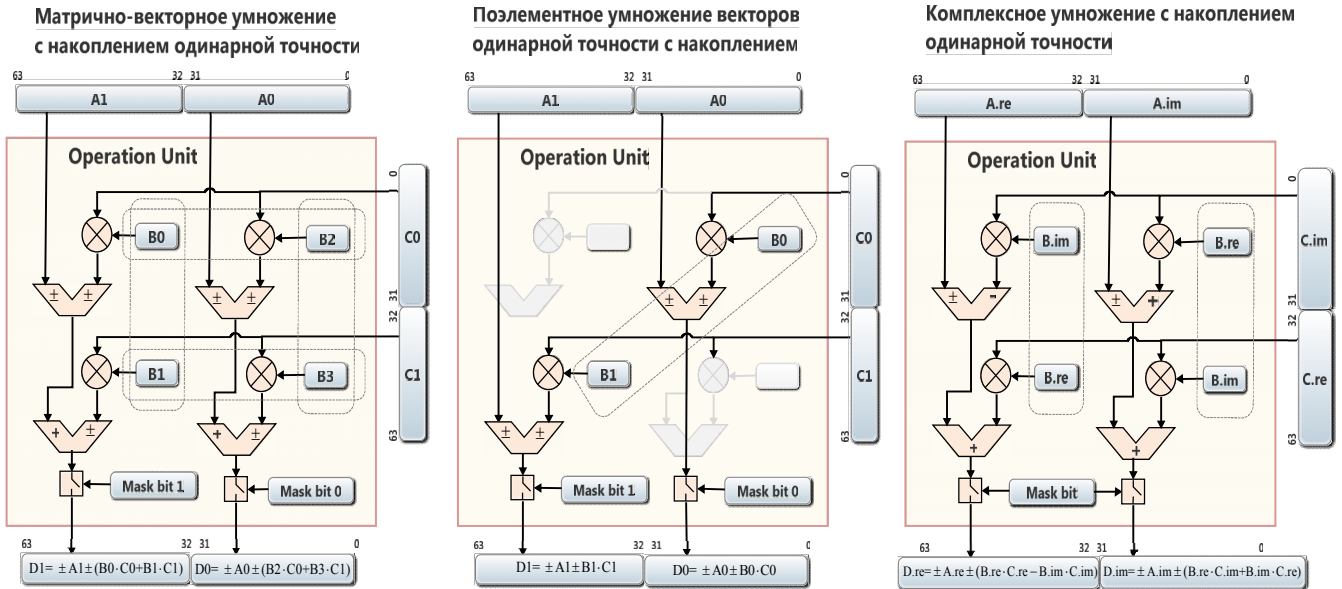 Матрично-векторное умножение
с накоплением одинарной точности
63 32 31 0
A1 A0
Operation Unit
0
C0
B0 B2
± ± ± ±
31
32
C1
B1 B3
+ ± + ±
63
Mask bit 1 Mask bit 0
63 32 31 0
D1= ±A1±(B0·C0+B1·C1) D0= ±A0±(B2·C0+B3·C1)
Поэлементное умножение векторов
одинарной точности с накоплением
63 32 31 0
A1 A0
Operation Unit
0
C0
B0
± ±
31
32
C1
B1
± ±
63
Mask bit 1 Mask bit 0
63 32 31 0
D1= ±A1±B1·C1 D0= ±A0±B0·C0
Комплексное умножение с накоплением
одинарной точности
63 32 31 0
A.re A.im
Operation Unit
0
C.im
B.im B.re
± - ± +
31
32
C.re
B.re B.im
+ ±
63
Mask bit
63 32 31 0
D.re=±A.re±(B.re·C.re−B.im·C.im) D.im=±A.im±(B.re·C.im+B.im·C.re)